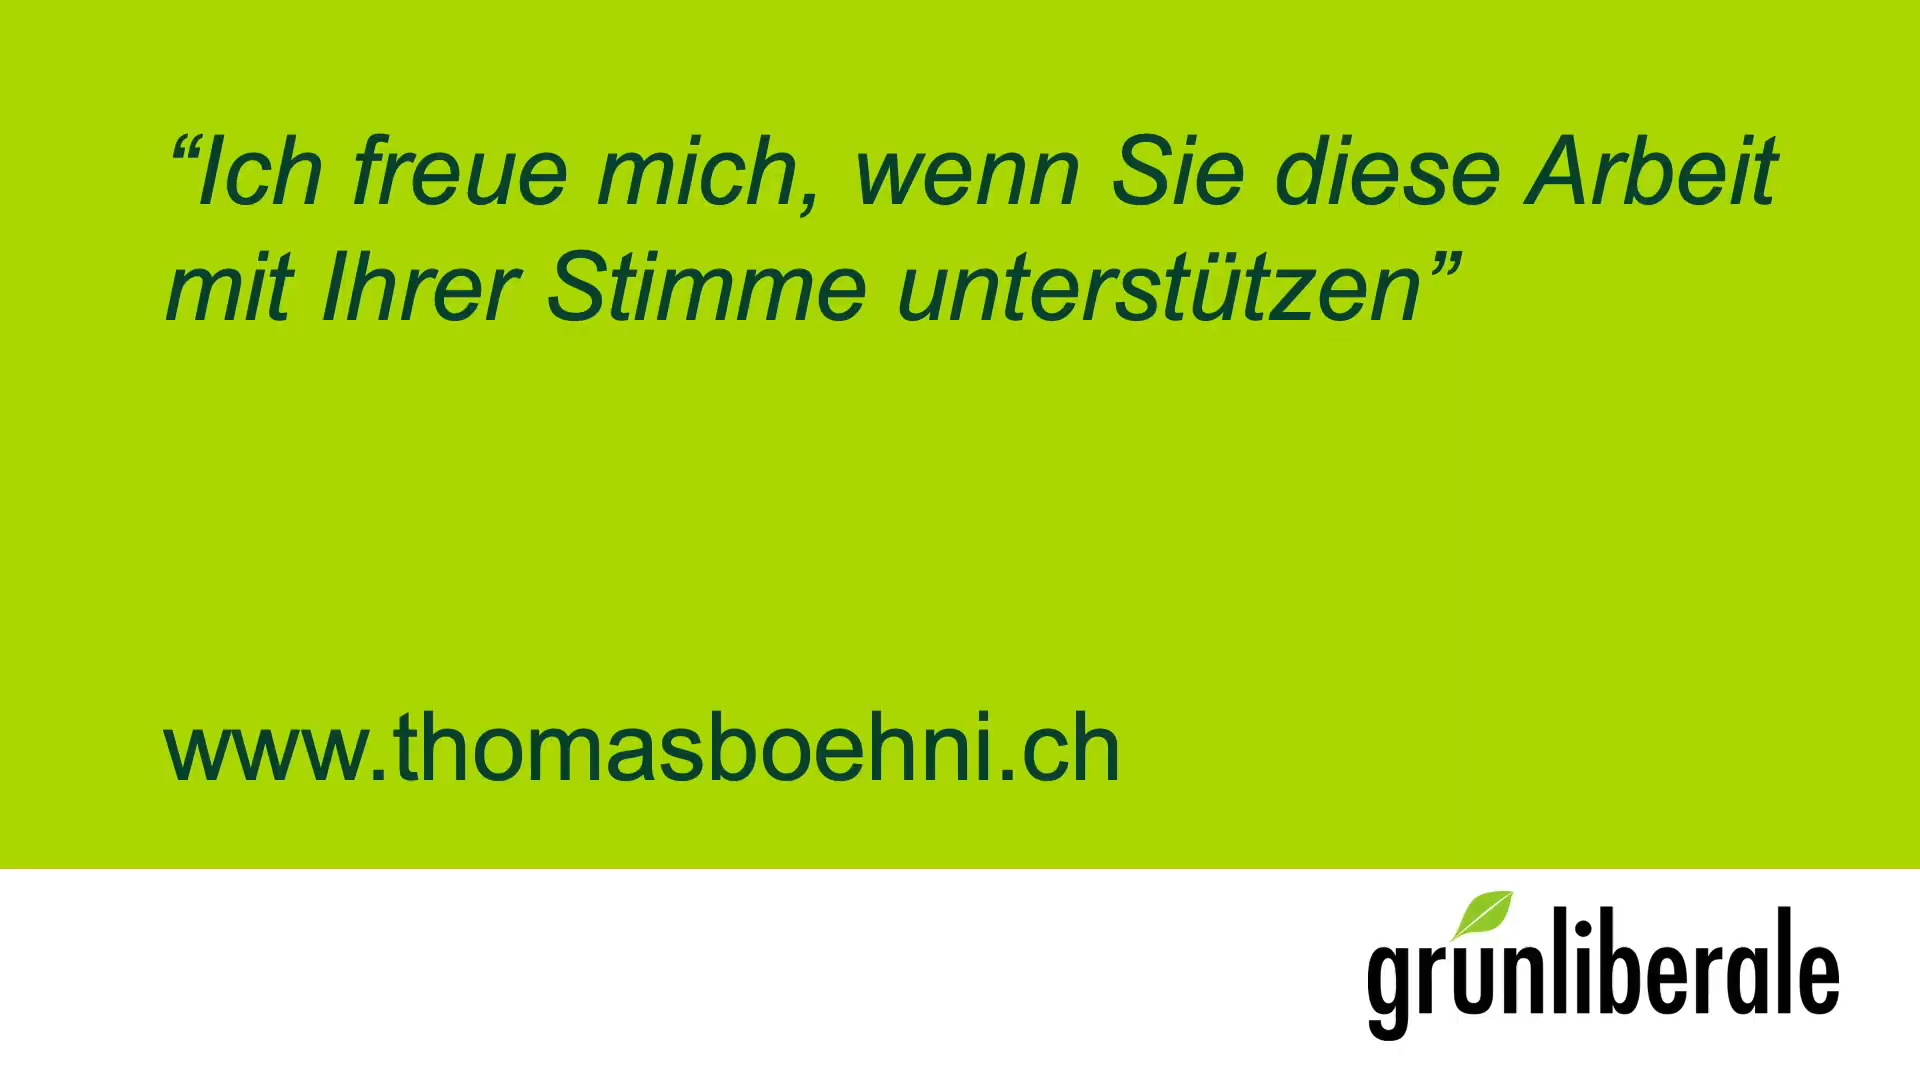 “Ich freue mich, wenn Sie diese Arbeit
mit Ihrer Stimme unterstützen”
www.thomasboehni.ch
grünliberale